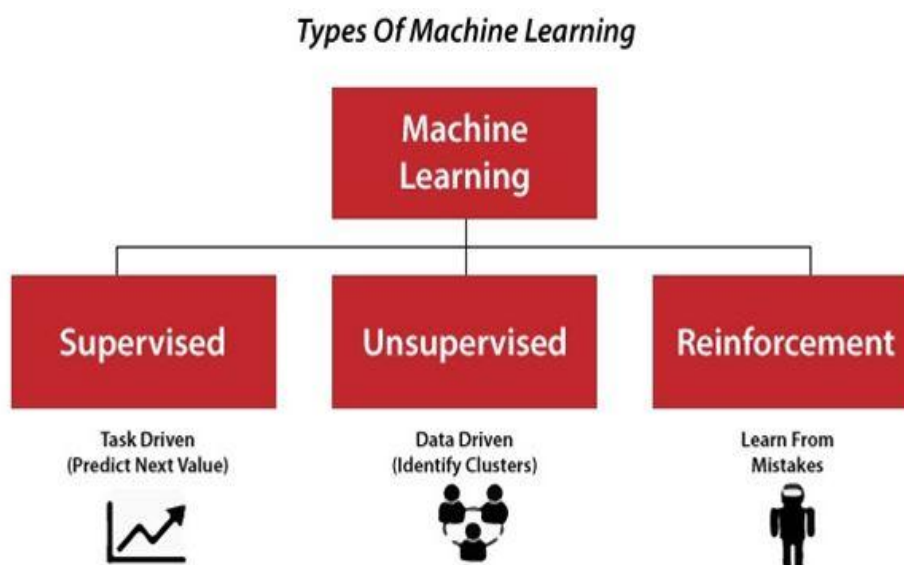 Types Of Machine Learning
Machine
Learning
Supervised
Unsupervised
Reinforcement
Task Driven
(Predict Next Value)
Data Driven
(Identify Clusters)
Learn From
Mistakes